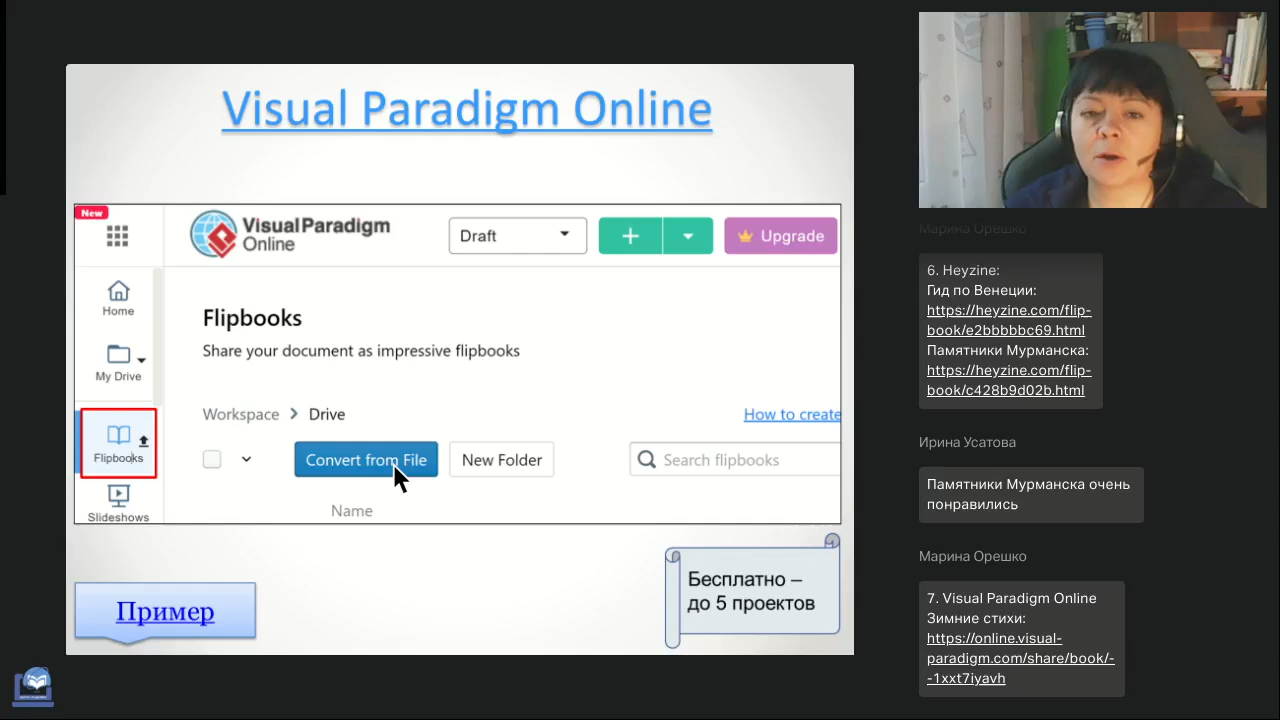 Visual Paradigm Online
New
VisualParadigm
Online
Draft
Upgrade
Home
My Drive
Flipbooks
Slideshows
Flipbooks
Share your document as impressive flipbooks
Workspace > Drive
How to create
Convert from File
New Folder
Search flipbooks
Name
Пример
Бесплатно –
до 5 проектов
Марина Орешко
6. Heyzine:
Гид по Венеции:
https://heyzine.com/flip-
book/e2bbbbbc69.html
Памятники Мурманска:
https://heyzine.com/flip-
book/c428b9d02b.html
Ирина Усатова
Памятники Мурманска очень
понравились
Марина Орешко
7. Visual Paradigm Online
Зимние стихи:
https://online.visual-
paradigm.com/share/book/-
-1xxt7iyavh